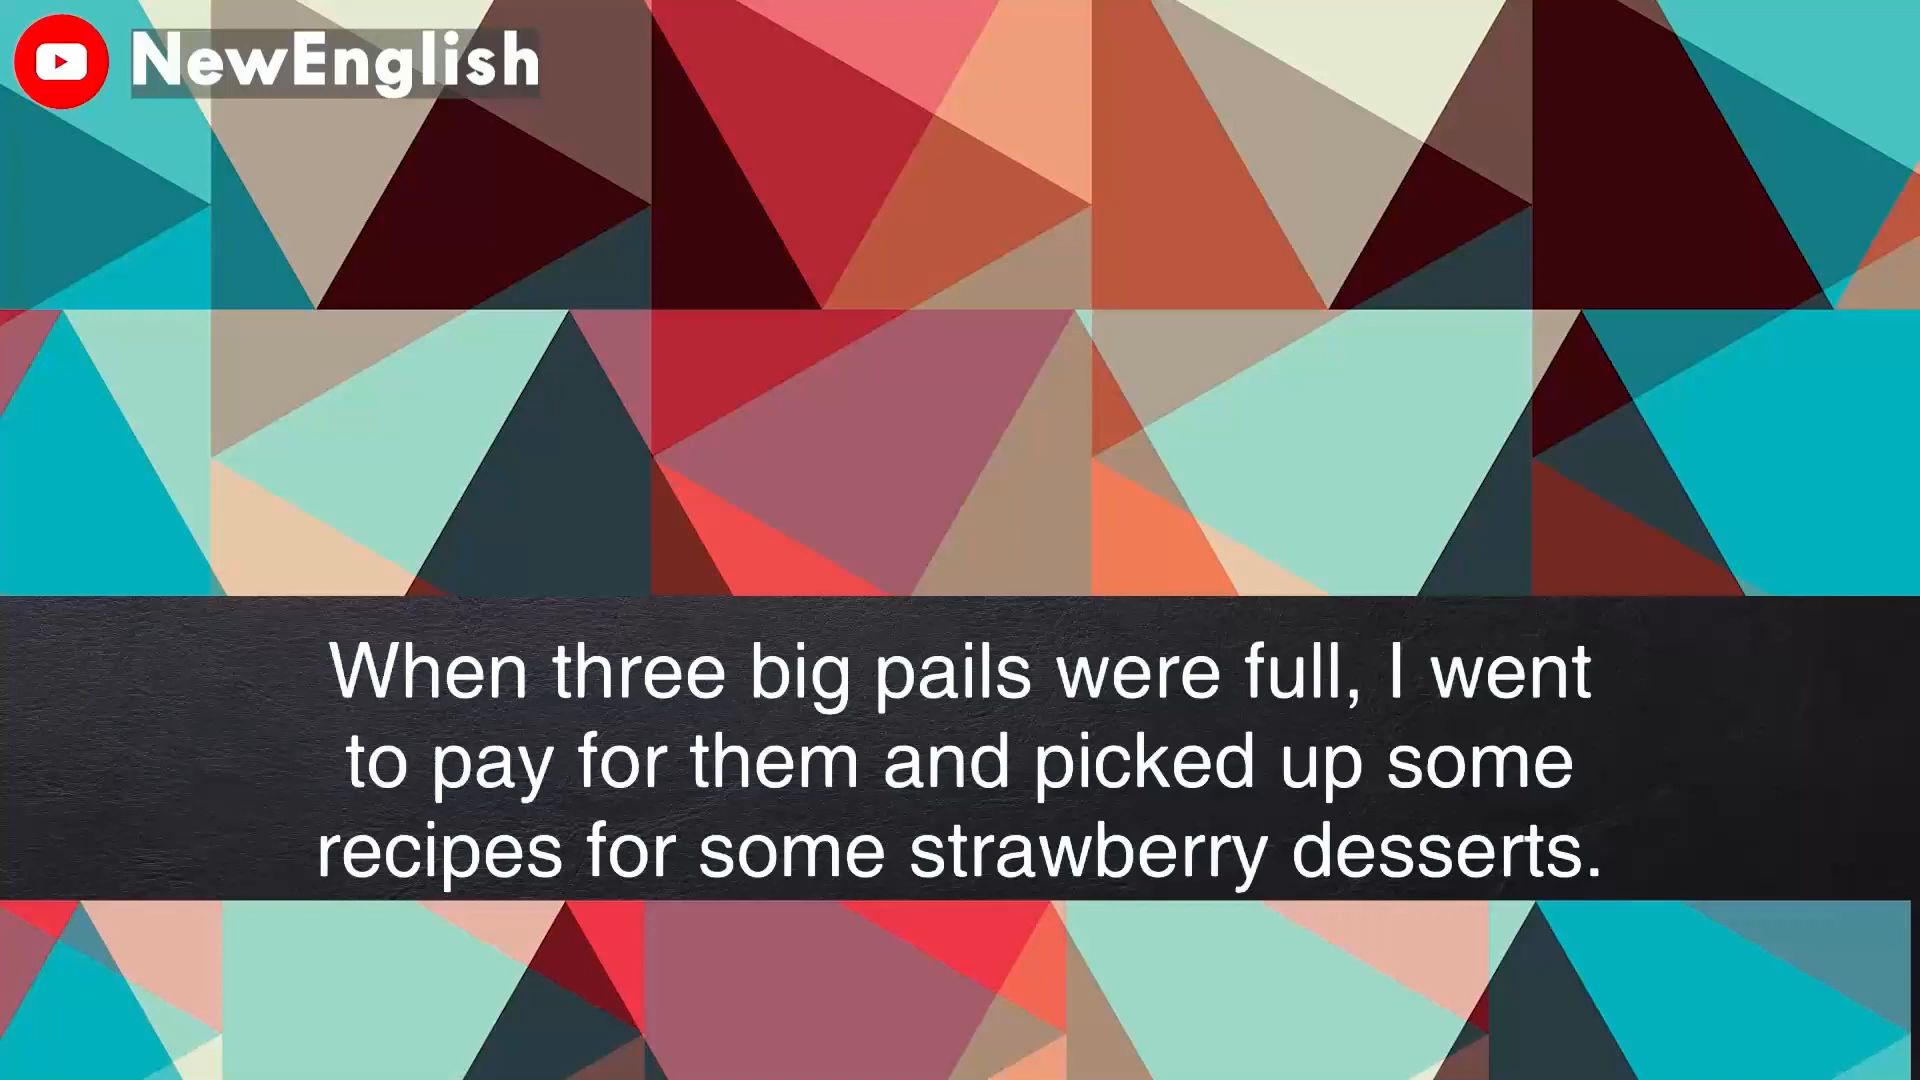 NewEnglish
When three big pails were full, I went
to pay for them and picked up some
recipes for some strawberry desserts.